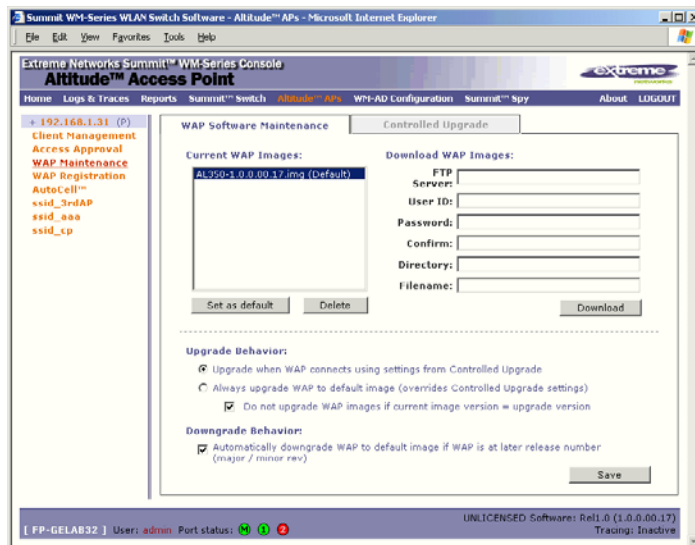 Summit WM-Series WLAN Switch Software - Altitude™ APs - Microsoft Internet Explorer
File Edit View Favorites Tools Help
Extreme Networks Summit™ WM-Series Console
Altitude™ Access Point
extreme
networks
Home Logs & Traces Reports Summit™ Switch Altitude™ APs WM-AD Configuration Summit™ Spy About LOGOUT
+ 192.168.1.31 (P)
Client Management
Access Approval
WAP Maintenance
WAP Registration
AutoCell™
ssid_3rdAP
ssid_aaa
ssid_cp
WAP Software Maintenance
Controlled Upgrade
Current WAP Images:
AL350-1.0.0.00.17.img (Default)
Set as default
Delete
Download WAP Images:
FTP
Server:
User ID:
Password:
Confirm:
Directory:
Filename:
Download
Upgrade Behavior:
Upgrade when WAP connects using settings from Controlled Upgrade
Always upgrade WAP to default image (overrides Controlled Upgrade settings)
Do not upgrade WAP images if current image version = upgrade version
Downgrade Behavior:
Automatically downgrade WAP to default image if WAP is at later release number
(major / minor rev)
Save
[ FP-GELAB32 ] User: admin Port status: M 1 2
UNLICENSED Software: Rel1.0 (1.0.0.00.17)
Tracing: Inactive